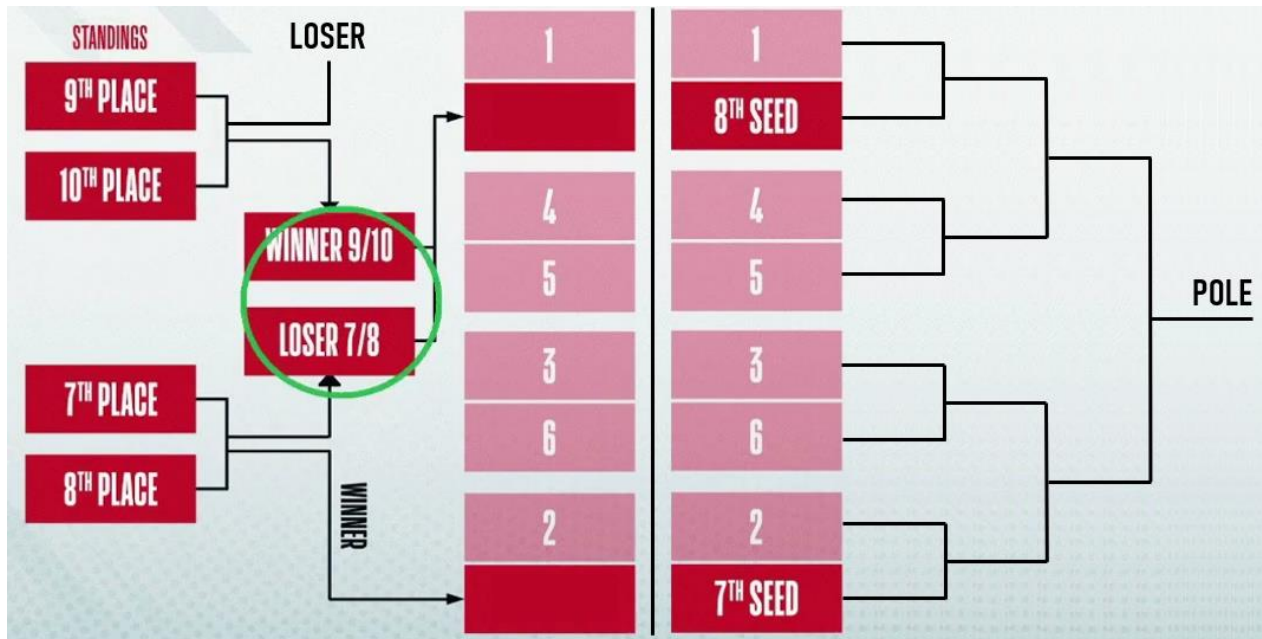 STANDINGS
LOSER
9TH PLACE
10TH PLACE
WINNER 9/10
LOSER 7/8
7TH PLACE
8TH PLACE
WINNER
1
4
5
3
6
2
1
8TH SEED
4
5
3
6
2
7TH SEED
POLE